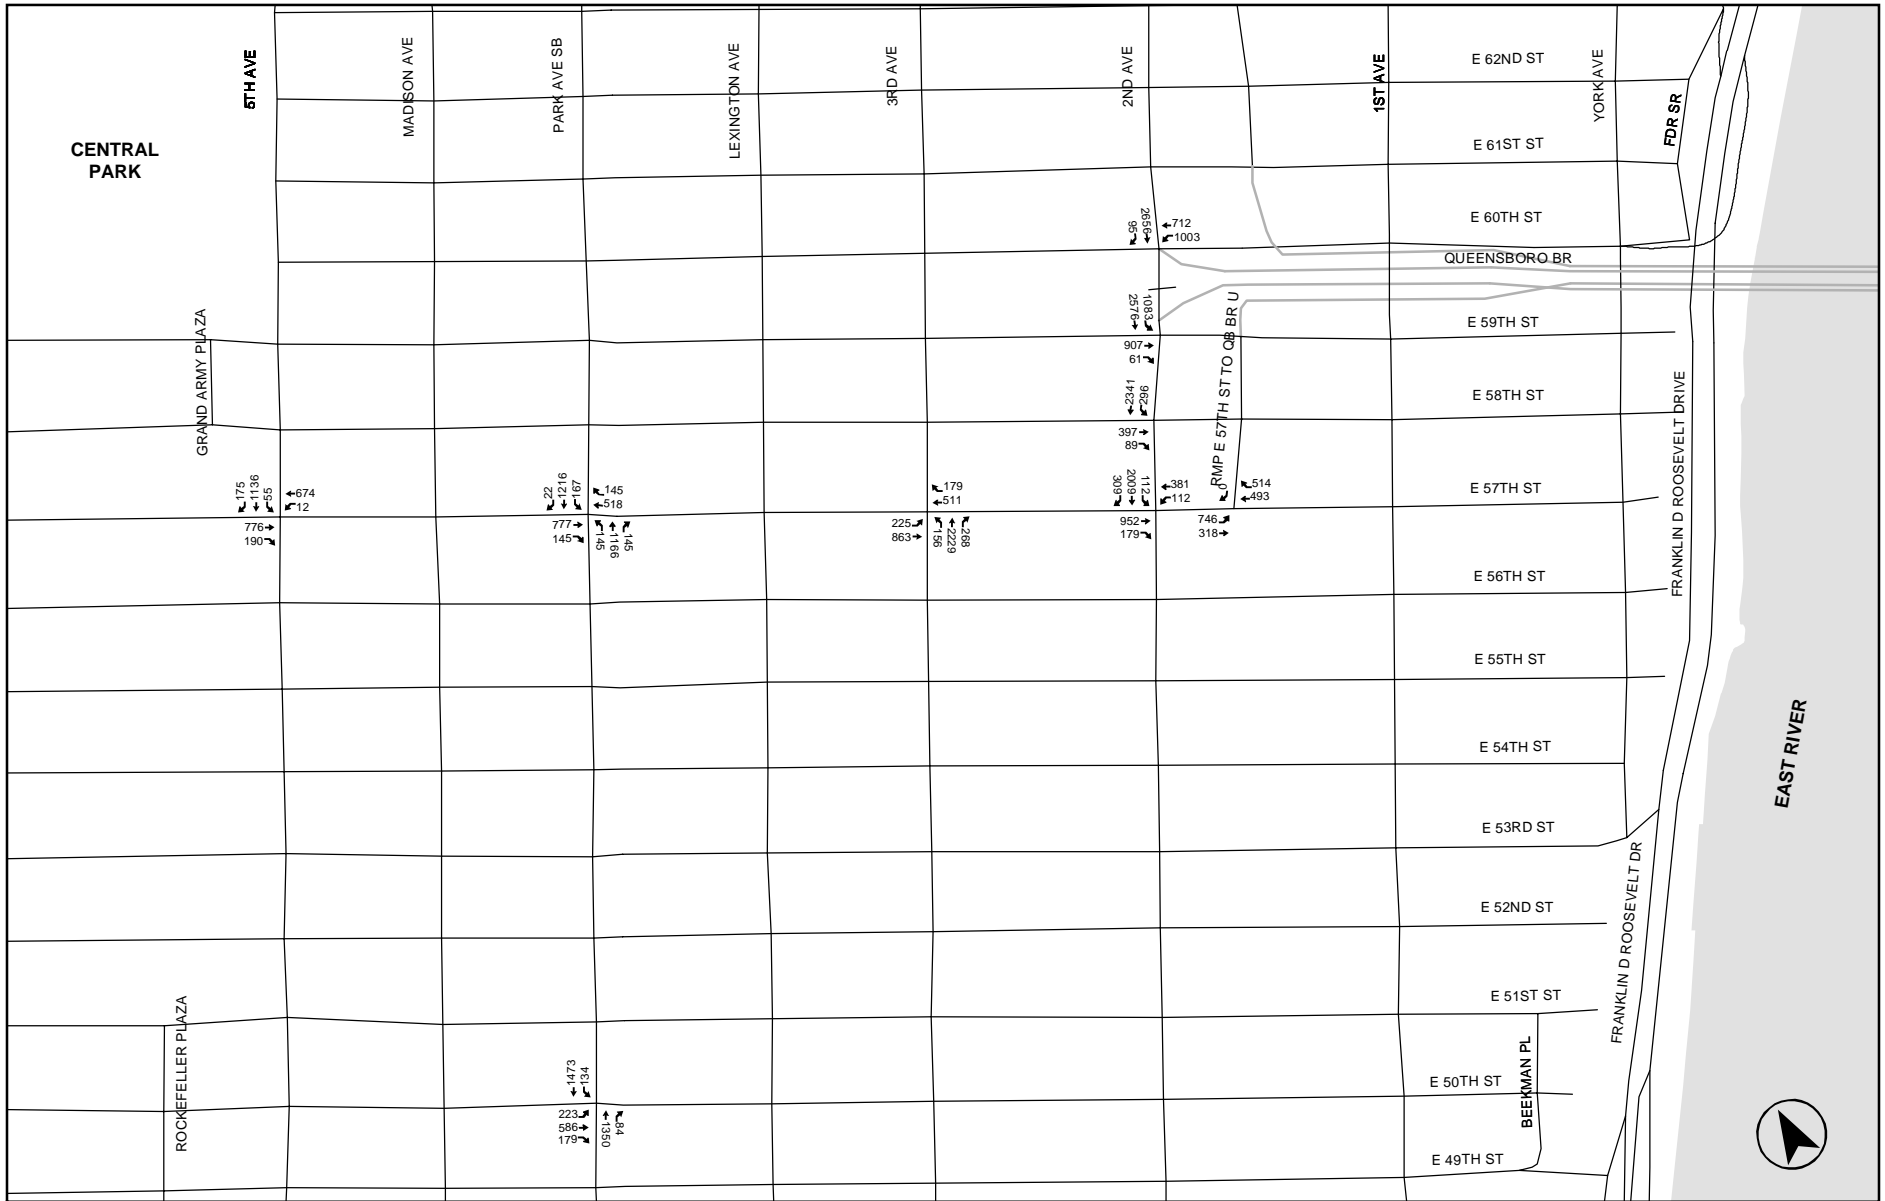 5TH AVE
MADISON AVE
PARK AVE SB
LEXINGTON AVE
3RD AVE
2ND AVE
1ST AVE
YORK AVE
FDR SR
E 62ND ST
CENTRAL
PARK
E 61ST ST
E 60TH ST
95
2656
712
1003
QUEENSBORO BR
2576
1083
E 59TH ST
907
61
GRAND ARMY PLAZA
RMP E 57TH ST TO QB BR U
2341
296
E 58TH ST
FRANKLIN D ROOSEVELT DRIVE
397
89
175
1136
55
674
12
776
190
22
1216
167
145
518
777
145
145
1166
145
179
511
225
863
156
2229
268
309
2009
112
381
112
952
179
0
514
493
746
318
E 57TH ST
E 56TH ST
E 55TH ST
E 54TH ST
EAST RIVER
E 53RD ST
FRANKLIN D ROOSEVELT DR
E 52ND ST
E 51ST ST
ROCKEFELLER PLAZA
BEEKMAN PL
1473
134
223
586
179
1350
84
E 50TH ST
E 49TH ST